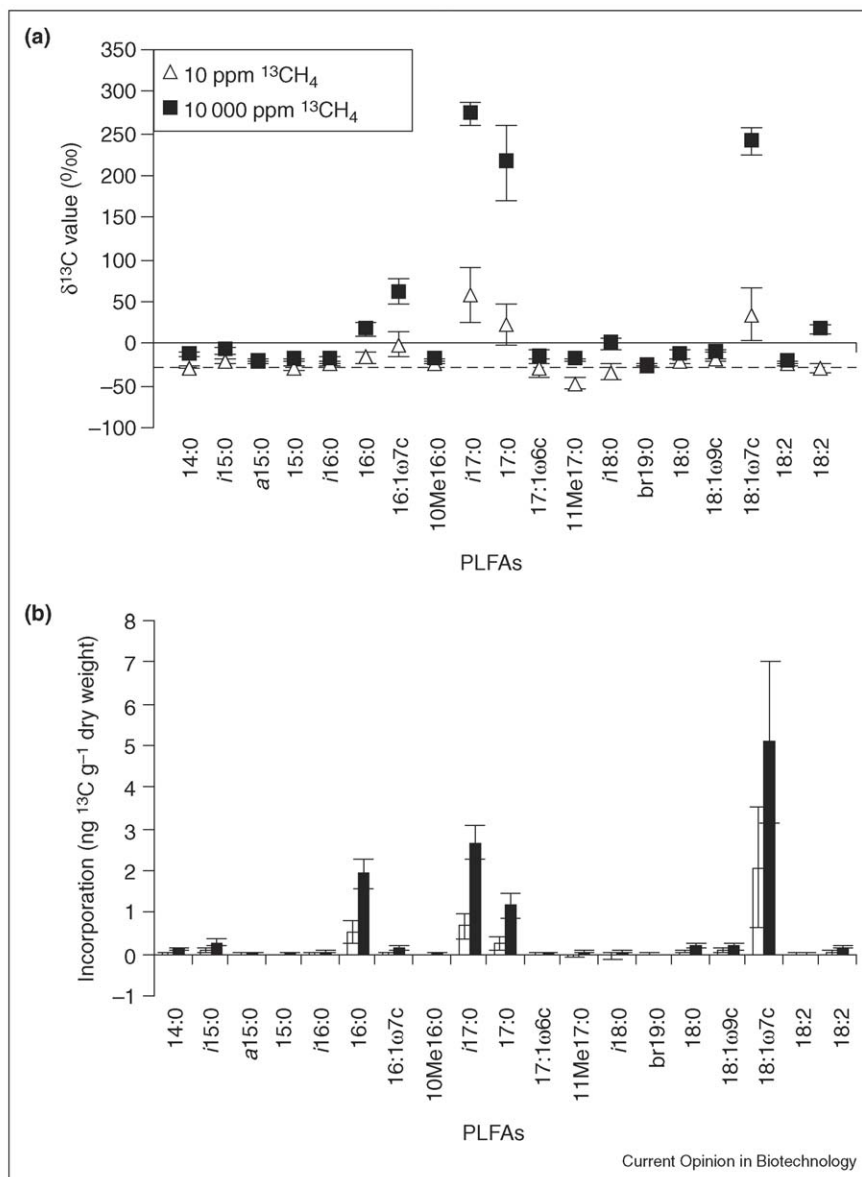 (a)
350
300
250
200
150
100
50
0
−50
−100
δ¹³C value (⁰/₀₀)
△ 10 ppm ¹³CH₄
■ 10 000 ppm ¹³CH₄
14:0
i15:0
a15:0
15:0
i16:0
16:0
16:1ω7c
10Me16:0
i17:0
17:0
17:1ω6c
11Me17:0
i18:0
br19:0
18:0
18:1ω9c
18:1ω7c
18:2
18:2
PLFAs
(b)
8
7
6
5
4
3
2
1
0
−1
Incorporation (ng ¹³C g⁻¹ dry weight)
14:0
i15:0
a15:0
15:0
i16:0
16:0
16:1ω7c
10Me16:0
i17:0
17:0
17:1ω6c
11Me17:0
i18:0
br19:0
18:0
18:1ω9c
18:1ω7c
18:2
18:2
PLFAs
Current Opinion in Biotechnology